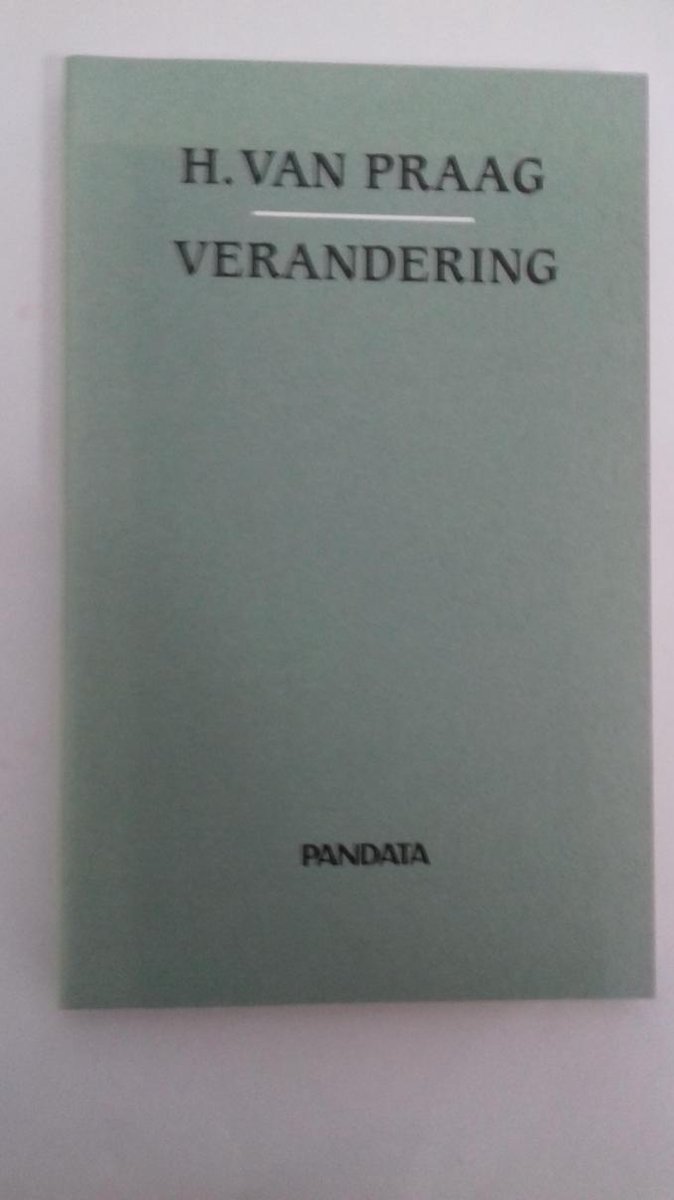 H. VAN PRAAG
VERANDERING
PANDATA